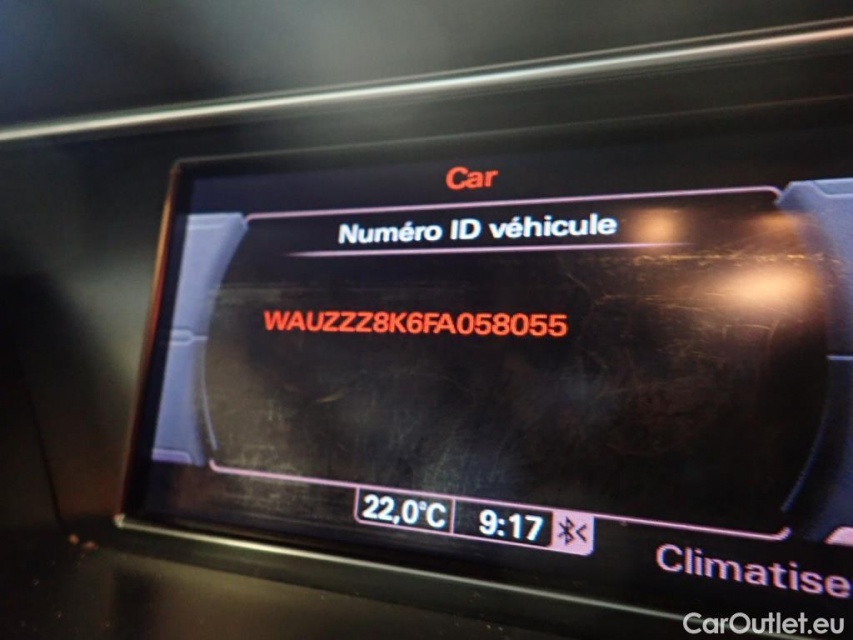 Car
Numéro ID véhicule
WAUZZZ8K6FA058055
22,0°C 9:17
Climatise
CarOutlet.eu